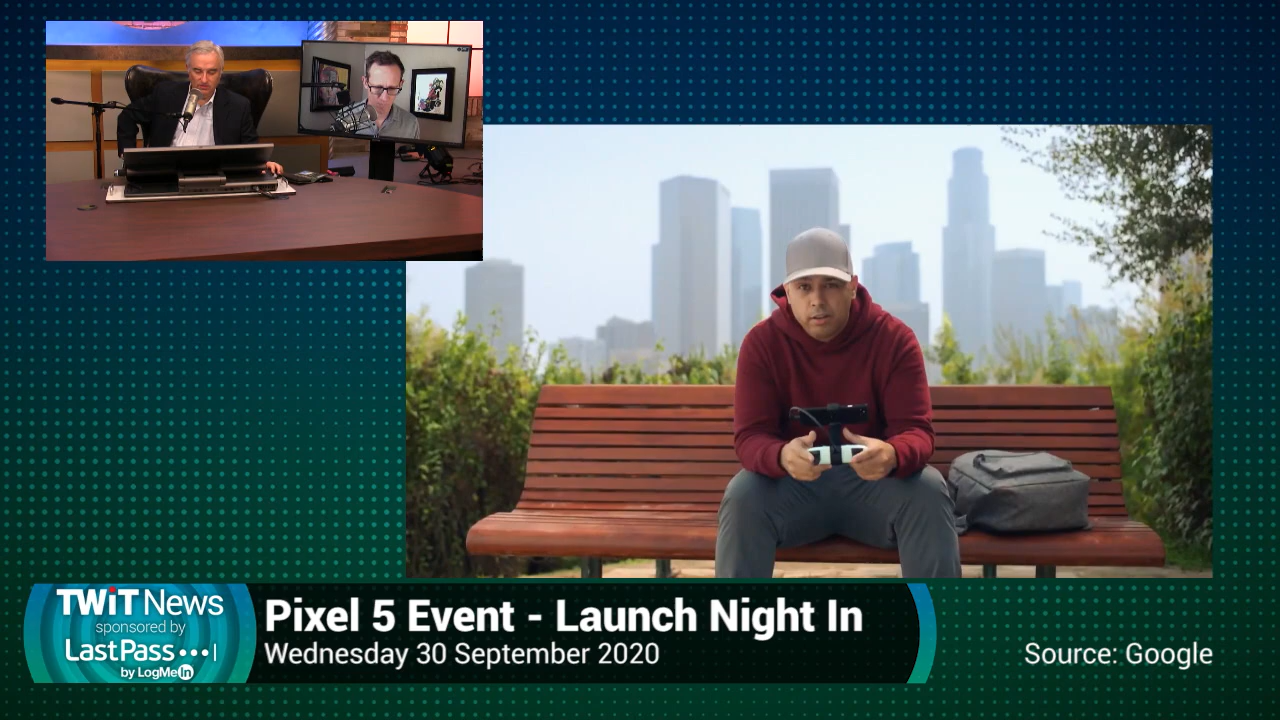 TWiT News
sponsored by
LastPass •••|
by LogMeIn
Pixel 5 Event - Launch Night In
Wednesday 30 September 2020
Source: Google